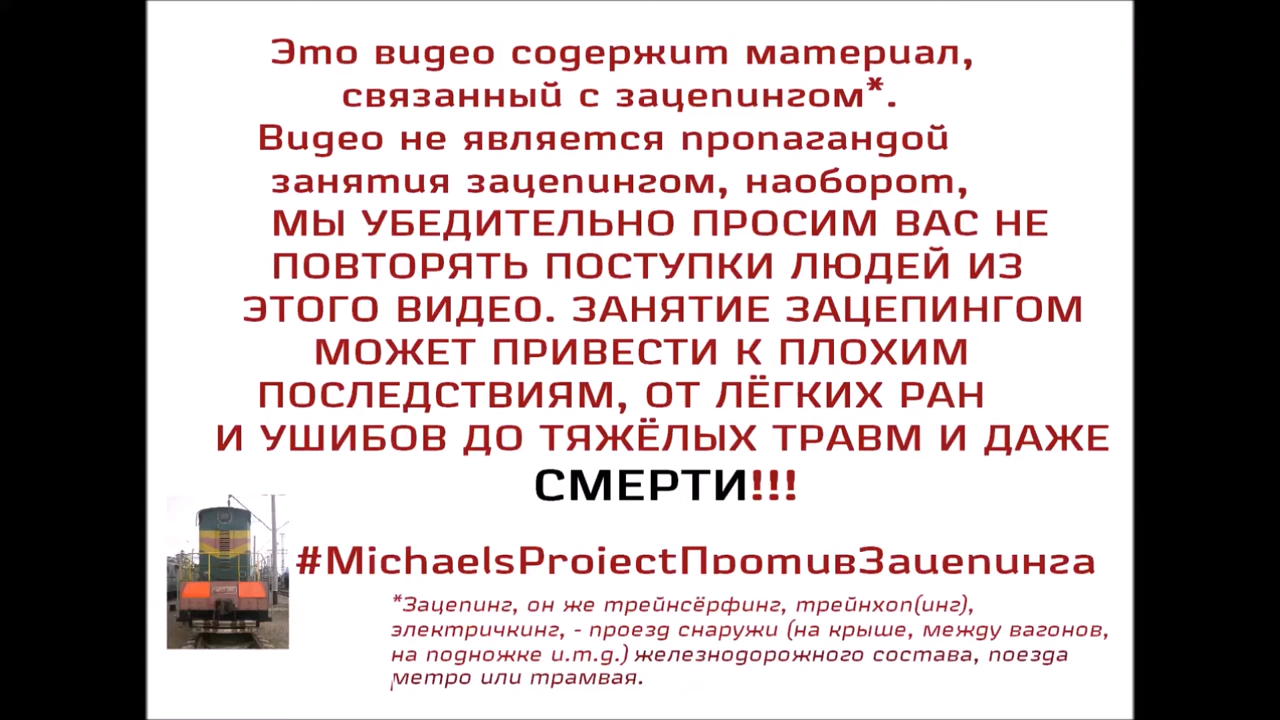 Это видео содержит материал,
связанный с зацепингом*.
Видео не является пропагандой
занятия зацепингом, наоборот,
МЫ УБЕДИТЕЛЬНО ПРОСИМ ВАС НЕ
ПОВТОРЯТЬ ПОСТУПКИ ЛЮДЕЙ ИЗ
ЭТОГО ВИДЕО. ЗАНЯТИЕ ЗАЦЕПИНГОМ
МОЖЕТ ПРИВЕСТИ К ПЛОХИМ
ПОСЛЕДСТВИЯМ, ОТ ЛЁГКИХ РАН
И УШИБОВ ДО ТЯЖЁЛЫХ ТРАВМ И ДАЖЕ
СМЕРТИ!!!
#MichaelsProjectПротивЗацепинга
*Зацепинг, он же трейнсёрфинг, трейнхоп(инг),
электричкинг, - проезд снаружи (на крыше, между вагонов,
на подножке и.т.д.) железнодорожного состава, поезда
метро или трамвая.